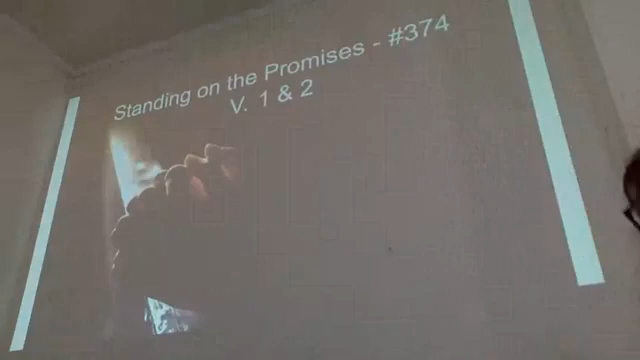 Standing on the Promises - #374
V. 1 & 2